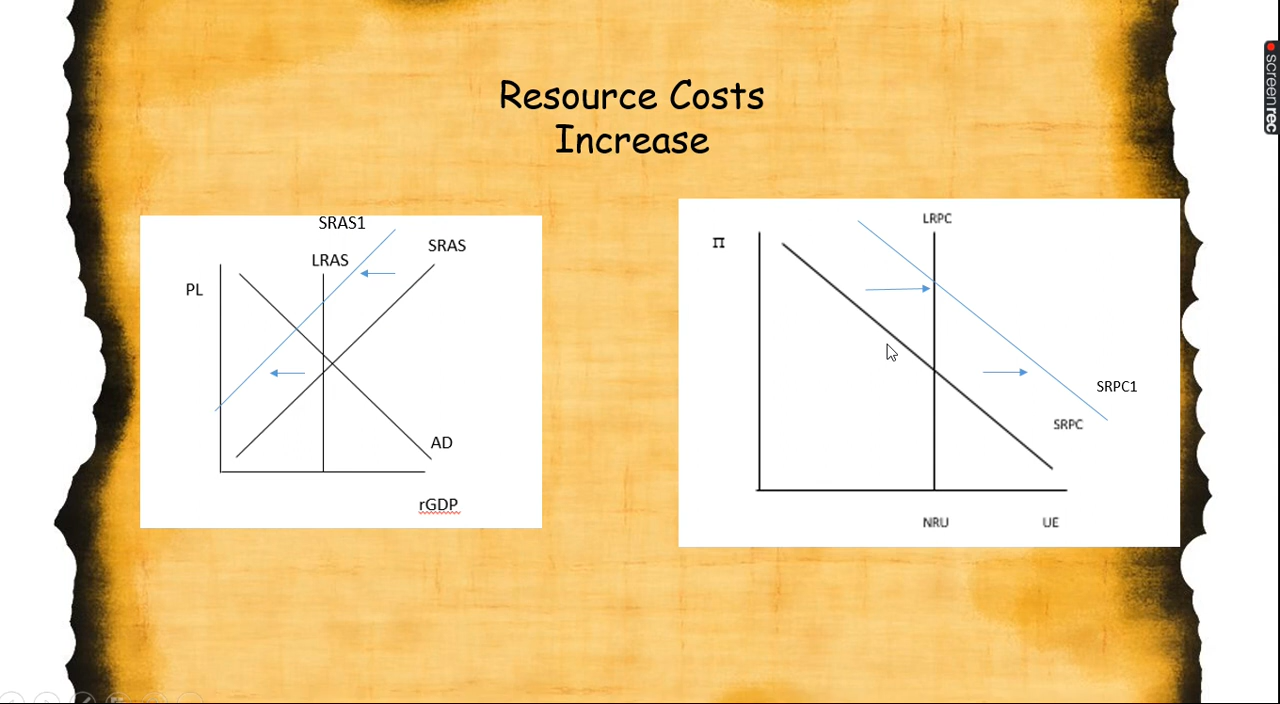 Resource Costs
Increase
SRAS1
SRAS
LRAS
PL
AD
rGDP
LRPC
π
SRPC1
SRPC
NRU
UE
screenrec